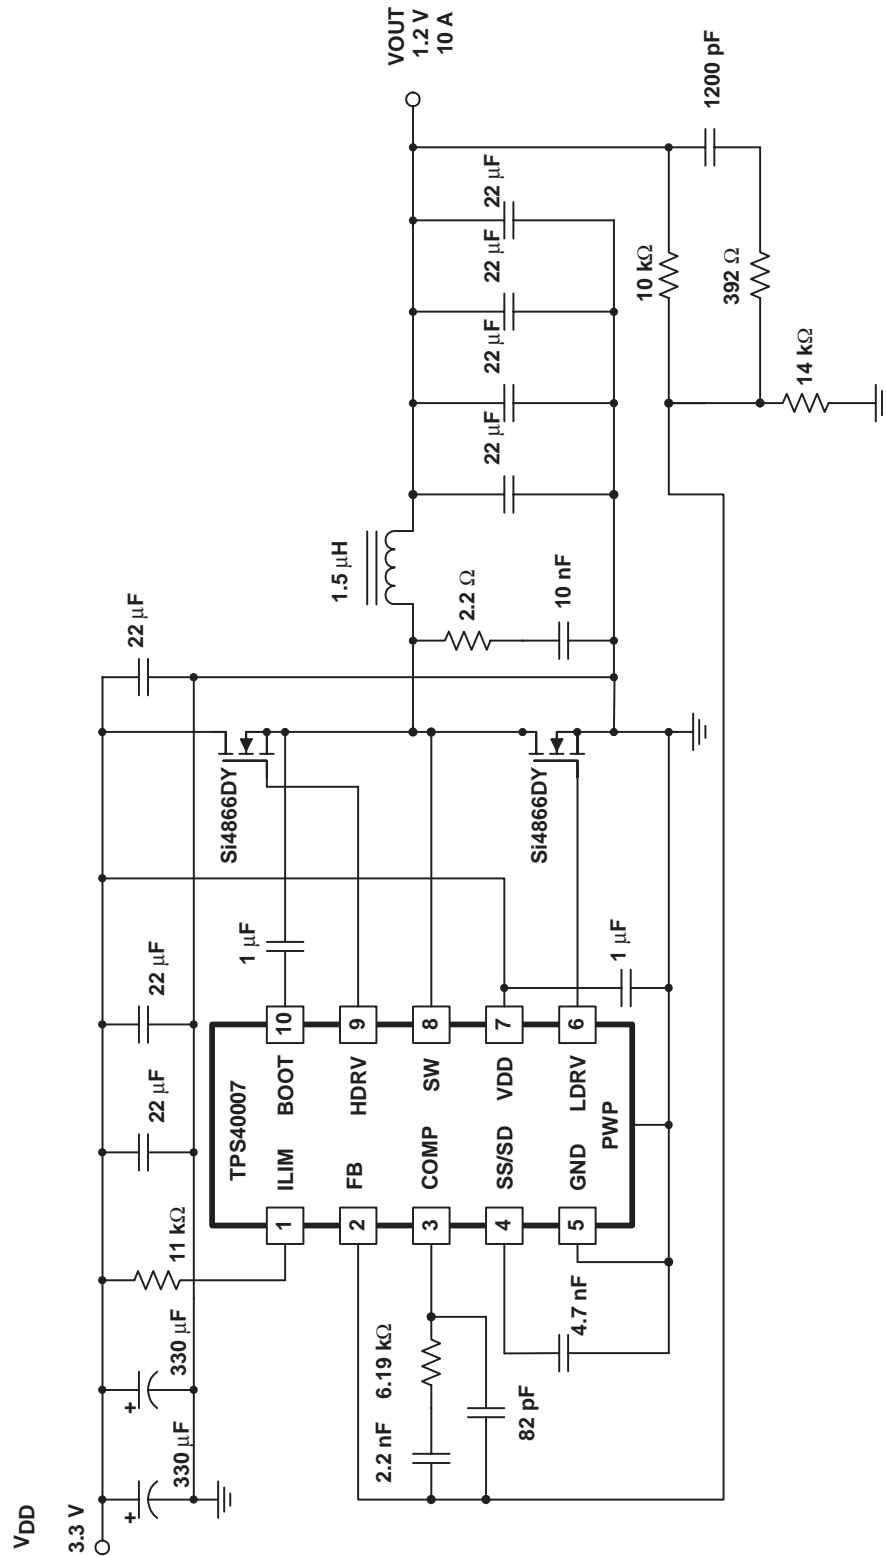 VDD
3.3 V
330 µF
330 µF
11 kΩ
22 µF
22 µF
22 µF
TPS40007
1
ILIM
BOOT
10
2
FB
HDRV
9
3
COMP
SW
8
4
SS/SD
VDD
7
5
GND
LDRV
6
PWP
1 µF
1 µF
Si4866DY
Si4866DY
2.2 nF
6.19 kΩ
82 pF
4.7 nF
1.5 µH
2.2 Ω
10 nF
22 µF
22 µF
22 µF
22 µF
VOUT
1.2 V
10 A
10 kΩ
1200 pF
392 Ω
14 kΩ